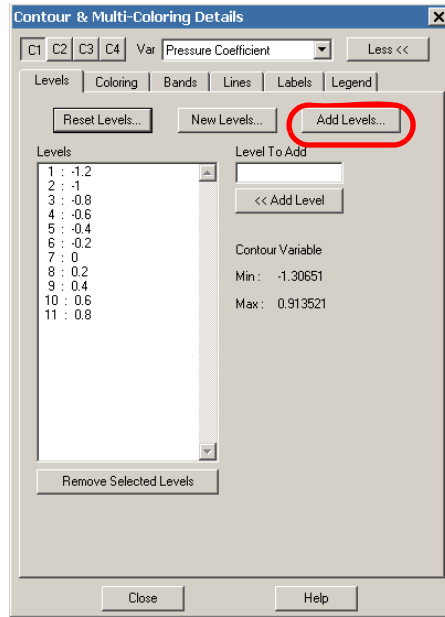 Contour & Multi-Coloring Details
C1 C2 C3 C4 Var Pressure Coefficient Less <<
Levels Coloring Bands Lines Labels Legend
Reset Levels... New Levels... Add Levels...
Levels Level To Add
1 : -1.2
2 : -1
3 : -0.8
4 : -0.6
5 : -0.4
6 : -0.2
7 : 0
8 : 0.2
9 : 0.4
10 : 0.6
11 : 0.8
<< Add Level
Contour Variable
Min : -1.30651
Max : 0.913521
Remove Selected Levels
Close Help